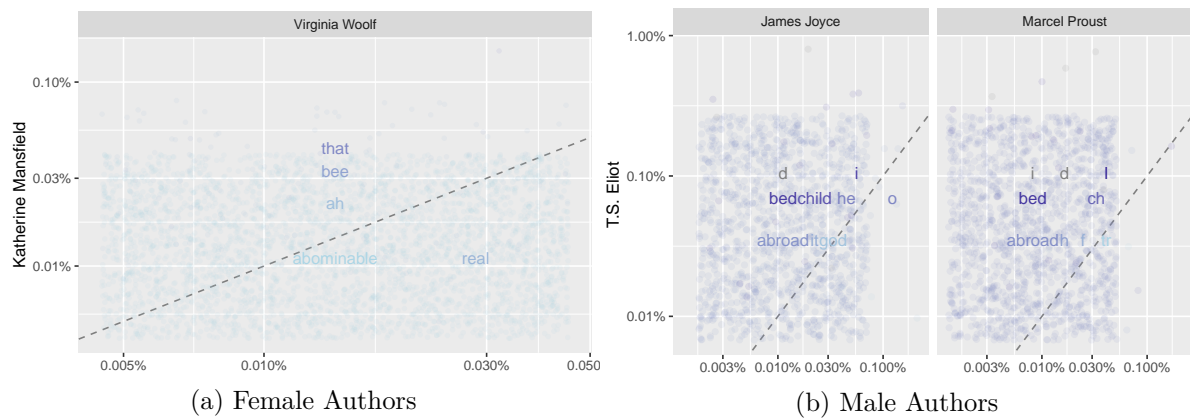 Virginia Woolf
Katherine Mansfield
0.10%
0.03%
0.01%
that
bee
ah
abominable
real
0.005%
0.010%
0.030%
0.050
(a) Female Authors
James Joyce
Marcel Proust
T.S. Eliot
1.00%
0.10%
0.01%
d
i
bedchild he
o
abroaditgod
i
d
I
bed
ch
abroadh
f
0.003%
0.010%
0.030%
0.100%
0.003%
0.010%
0.030%
0.100%
(b) Male Authors